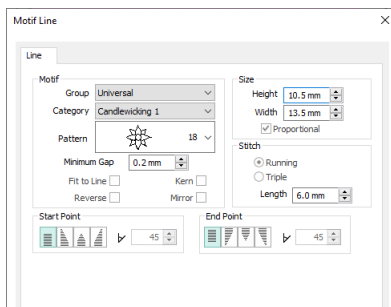 Motif Line
Line
Motif
Group Universal
Category Candlewicking 1
Pattern 18
Minimum Gap 0.2 mm
Fit to Line Kern
Reverse Mirror
Size
Height 10.5 mm
Width 13.5 mm
Proportional
Stitch
Running
Triple
Length 6.0 mm
Start Point
45
End Point
45